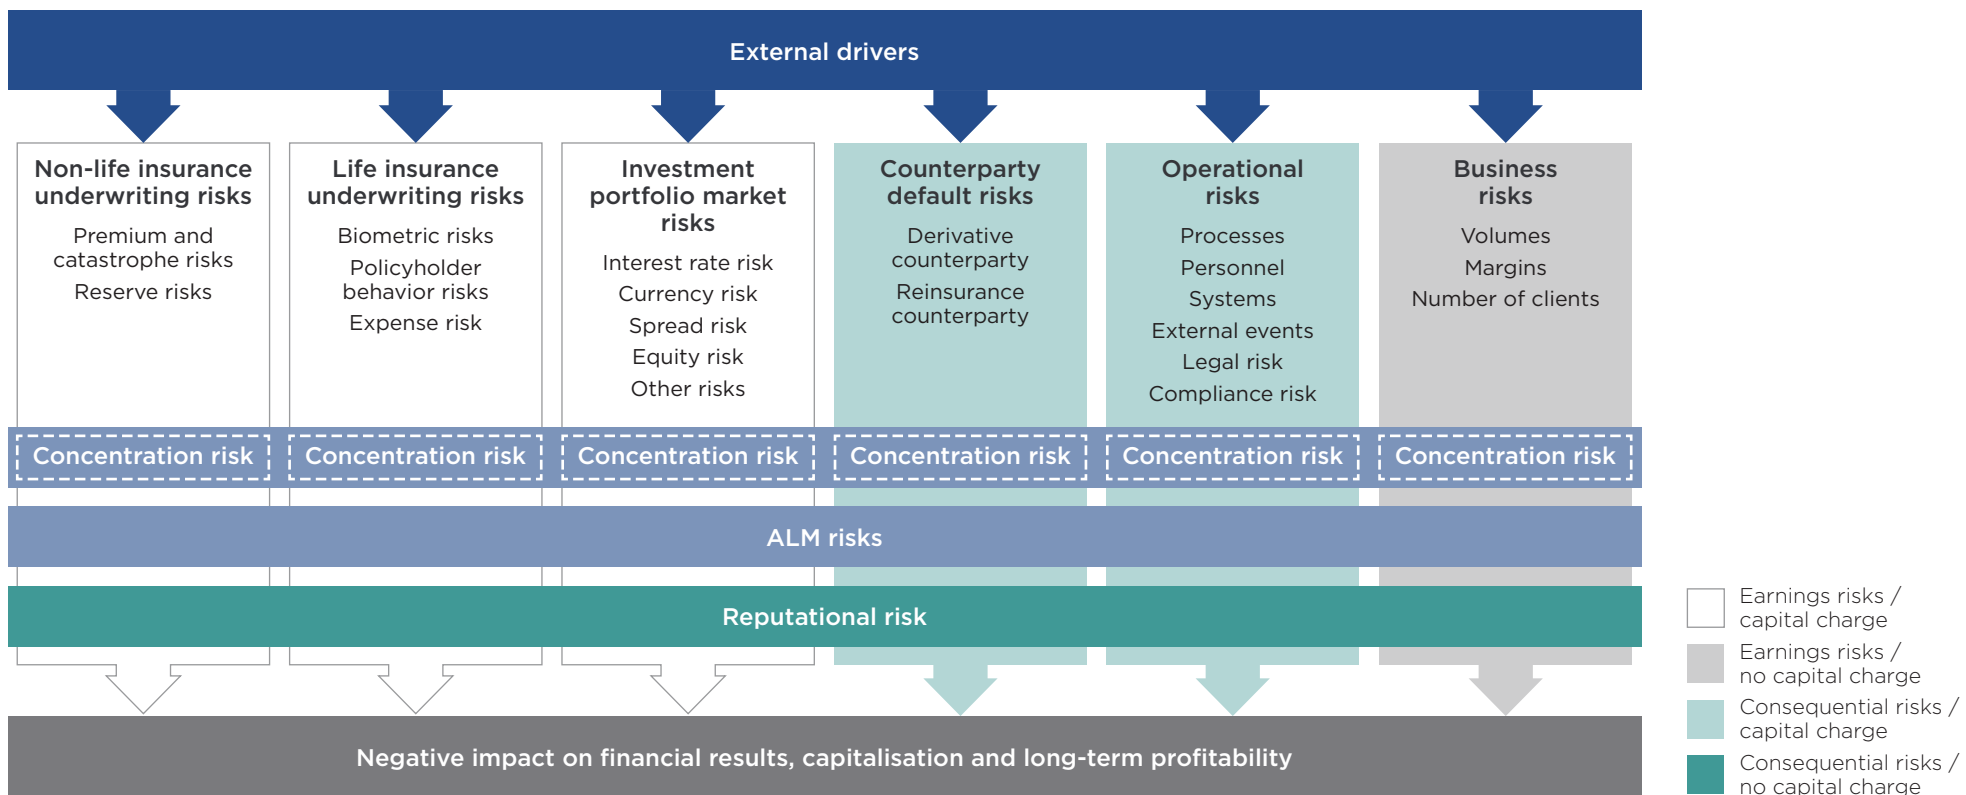 External drivers
Non-life insurance
underwriting risks
Premium and
catastrophe risks
Reserve risks
Life insurance
underwriting risks
Biometric risks
Policyholder
behavior risks
Expense risk
Investment
portfolio market
risks
Interest rate risk
Currency risk
Spread risk
Equity risk
Other risks
Counterparty
default risks
Derivative
counterparty
Reinsurance
counterparty
Operational
risks
Processes
Personnel
Systems
External events
Legal risk
Compliance risk
Business
risks
Volumes
Margins
Number of clients
Concentration risk
Concentration risk
Concentration risk
Concentration risk
Concentration risk
Concentration risk
ALM risks
Reputational risk
Negative impact on financial results, capitalisation and long-term profitability
Earnings risks /
capital charge
Earnings risks /
no capital charge
Consequential risks /
capital charge
Consequential risks /
no capital charge